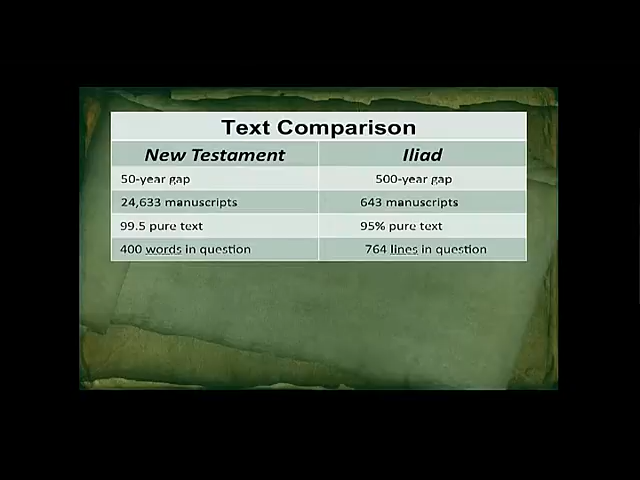 Text Comparison
New Testament Iliad
50-year gap 500-year gap
24,633 manuscripts 643 manuscripts
99.5 pure text 95% pure text
400 words in question 764 lines in question